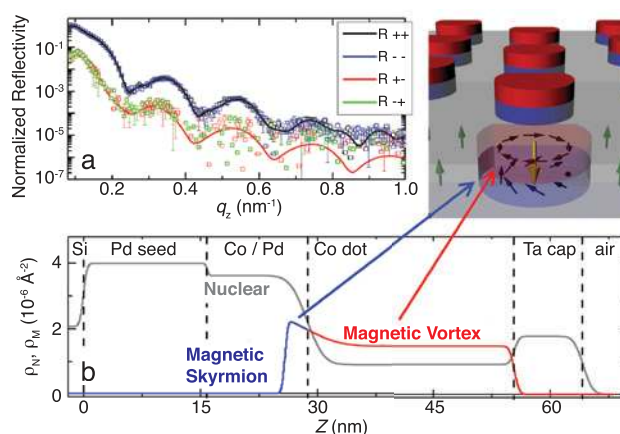 Normalized Reflectivity
10⁻¹
10⁻³
10⁻⁵
10⁻⁷
a
R ++
R - -
R +-
R -+
0.2 0.4 0.6 0.8 1.0
q_z (nm⁻¹)
Si Pd seed Co / Pd Co dot Ta cap air
ρ_N, ρ_M (10⁻⁶ Å⁻²)
4
2
0
Nuclear
Magnetic Vortex
Magnetic
Skyrmion
b
0 15 30 45 60
Z (nm)